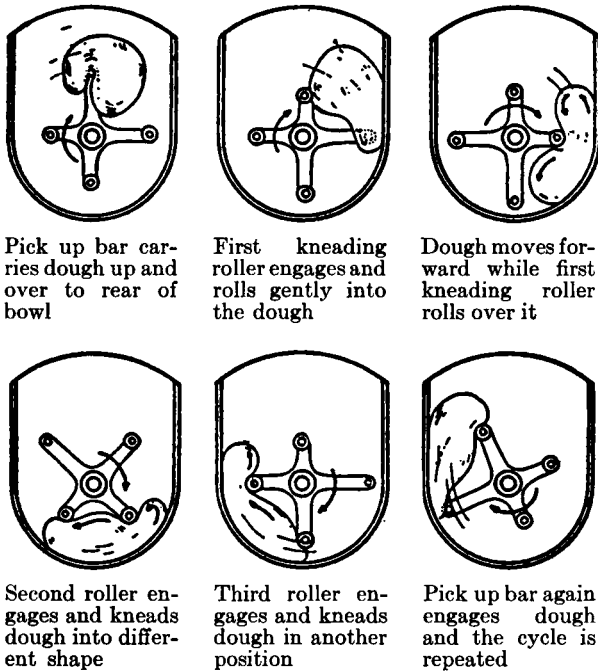 Pick up bar car-
ries dough up and
over to rear of
bowl
First kneading
roller engages and
rolls gently into
the dough
Dough moves for-
ward while first
kneading roller
rolls over it
Second roller en-
gages and kneads
dough into differ-
ent shape
Third roller en-
gages and kneads
dough in another
position
Pick up bar again
engages dough
and the cycle is
repeated